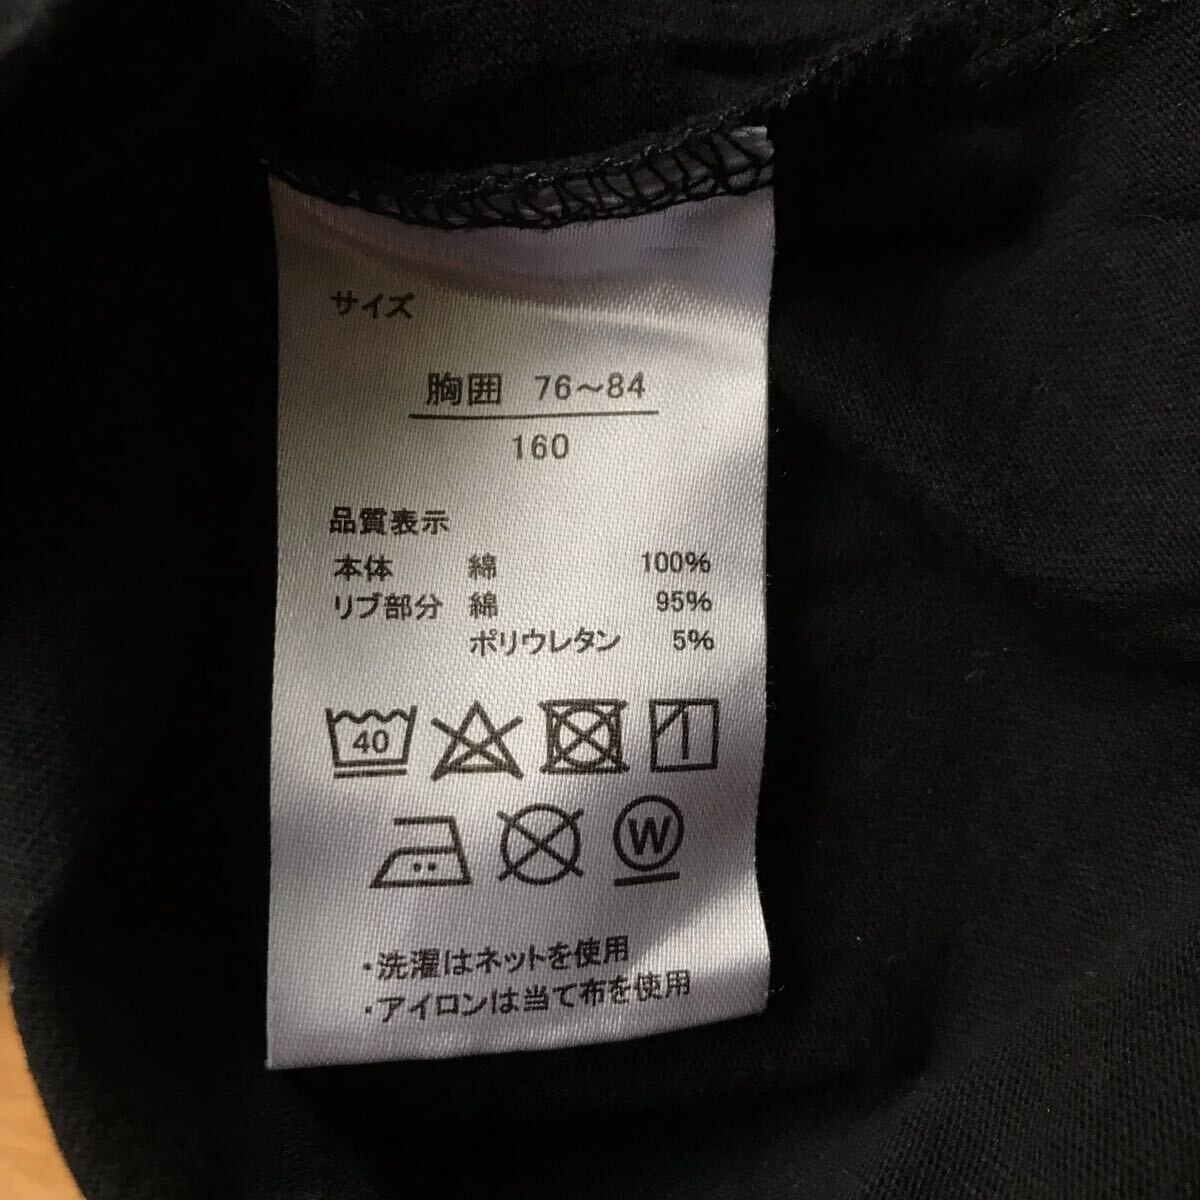 サイズ
胸囲 76～84
160
品質表示
本体 綿 100%
リブ部分 綿 95%
ポリウレタン 5%
40
W
・洗濯はネットを使用
・アイロンは当て布を使用